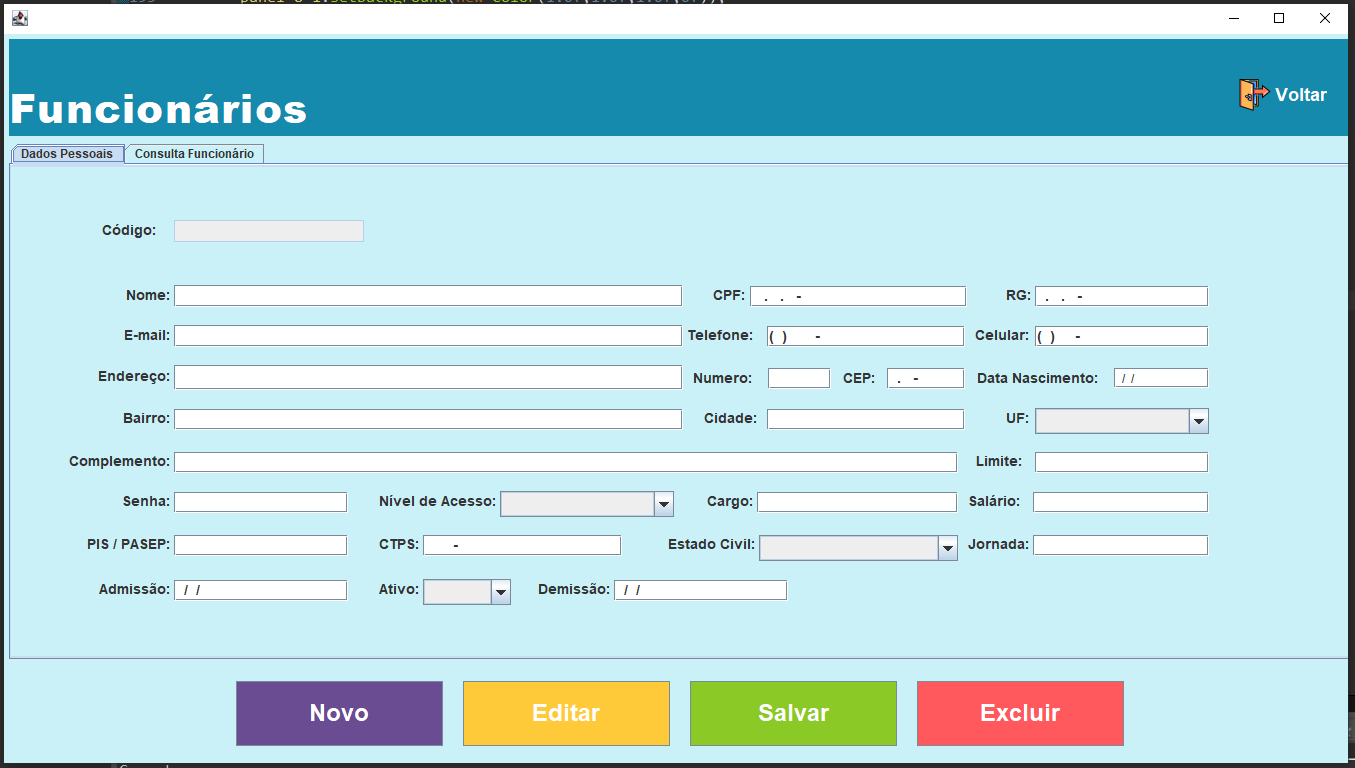 Funcionários
Voltar
Dados Pessoais Consulta Funcionário
Código:
Nome: CPF: . . - RG: . . -
E-mail: Telefone: ( ) - Celular: ( ) -
Endereço: Numero: CEP: . - Data Nascimento: / /
Bairro: Cidade: UF:
Complemento: Limite:
Senha: Nível de Acesso: Cargo: Salário:
PIS / PASEP: CTPS: - Estado Civil: Jornada:
Admissão: / / Ativo: Demissão: / /
Novo Editar Salvar Excluir